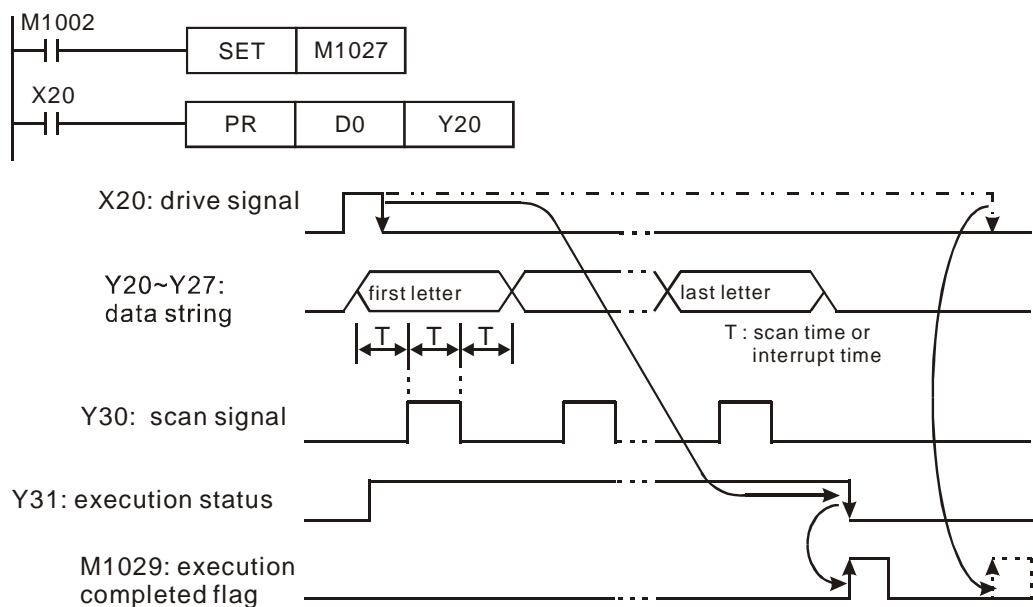 M1002
SET M1027
X20
PR D0 Y20
X20: drive signal
Y20~Y27:
data string
first letter
last letter
T T T
T : scan time or
interrupt time
Y30: scan signal
Y31: execution status
M1029: execution
completed flag